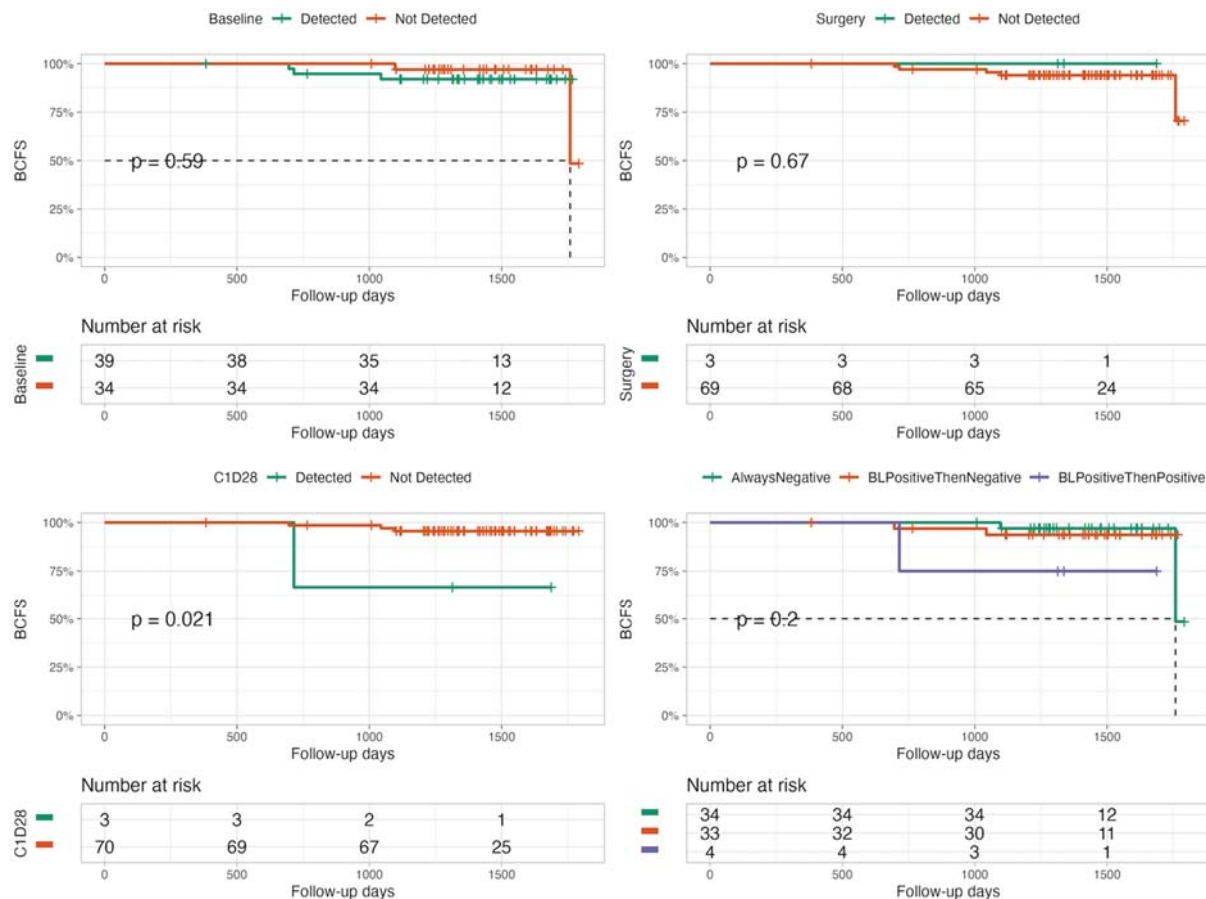 Baseline Detected Not Detected
100%
75%
50%
25%
0%
BCFS
p = 0.59
0 500 1000 1500
Follow-up days
Number at risk
Baseline
39 38 35 13
34 34 34 12
0 500 1000 1500
Follow-up days
Surgery Detected Not Detected
100%
75%
50%
25%
0%
BCFS
p = 0.67
0 500 1000 1500
Follow-up days
Number at risk
Surgery
3 3 3 1
69 68 65 24
0 500 1000 1500
Follow-up days
C1D28 Detected Not Detected
100%
75%
50%
25%
0%
BCFS
p = 0.021
0 500 1000 1500
Follow-up days
Number at risk
C1D28
3 3 2 1
70 69 67 25
0 500 1000 1500
Follow-up days
AlwaysNegative BLPositiveThenNegative BLPositiveThenPositive
100%
75%
50%
25%
0%
BCFS
p = 0.2
0 500 1000 1500
Follow-up days
Number at risk
34 34 34 12
33 32 30 11
4 4 3 1
0 500 1000 1500
Follow-up days